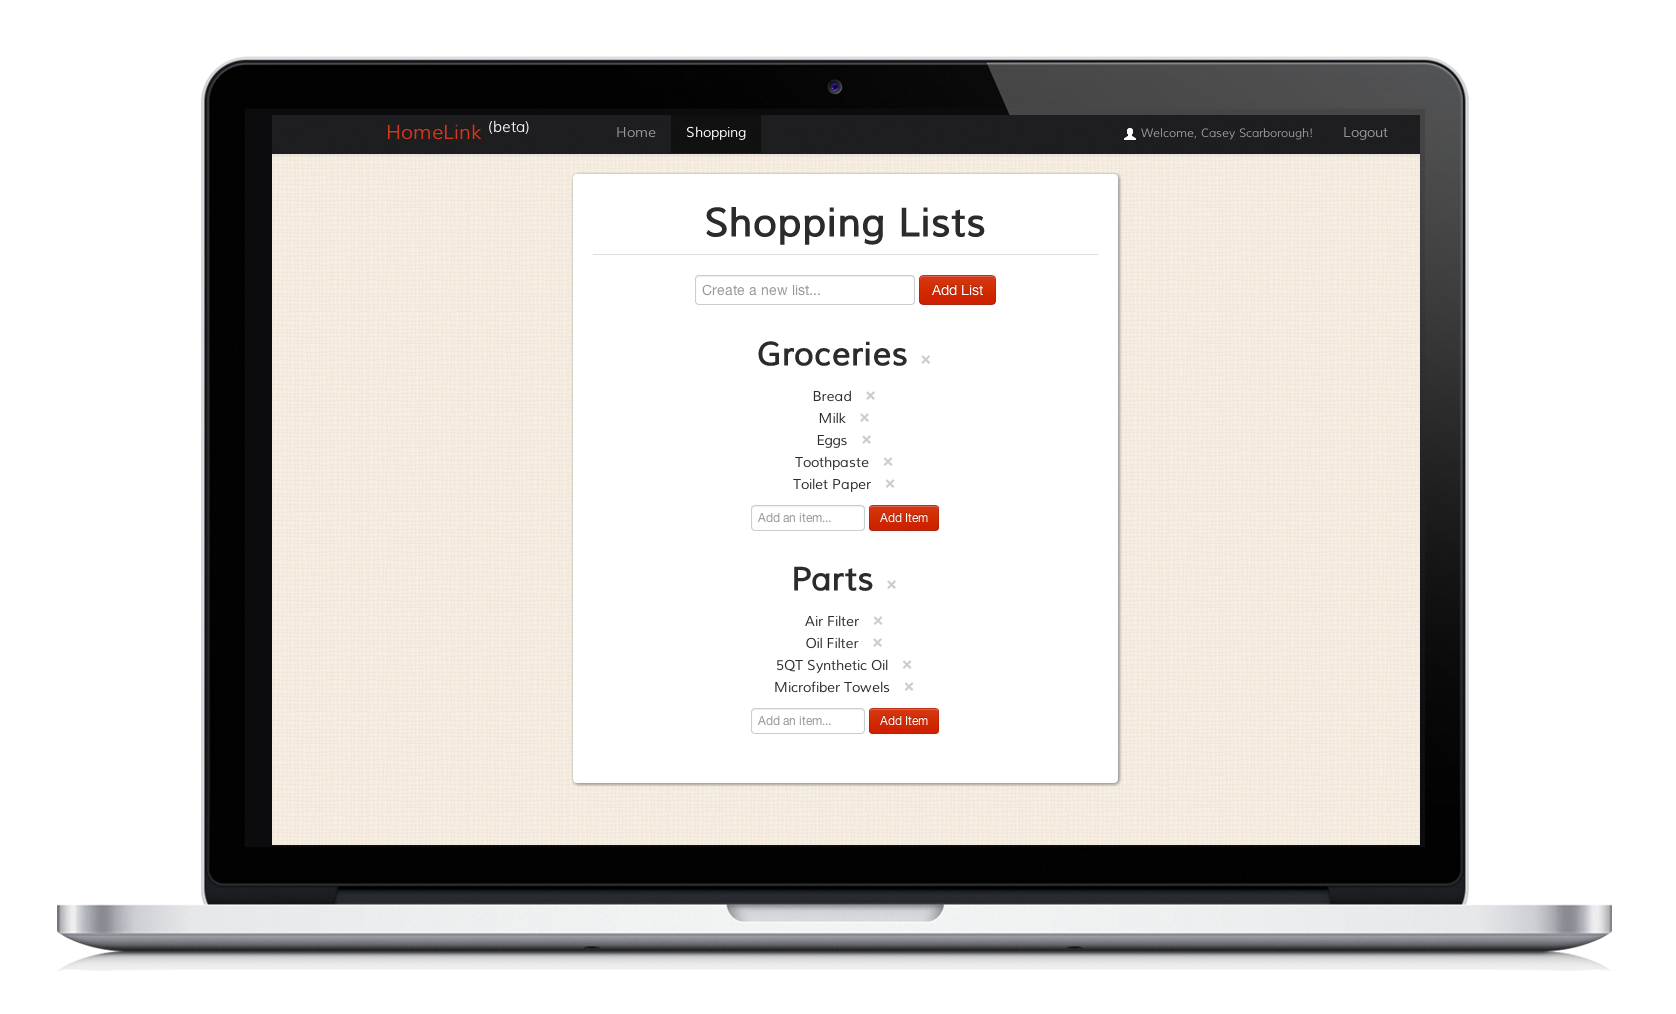 HomeLink (beta) Home Shopping Welcome, Casey Scarborough! Logout
Shopping Lists
Create a new list... Add List
Groceries ×
Bread ×
Milk ×
Eggs ×
Toothpaste ×
Toilet Paper ×
Add an item... Add Item
Parts ×
Air Filter ×
Oil Filter ×
5QT Synthetic Oil ×
Microfiber Towels ×
Add an item... Add Item